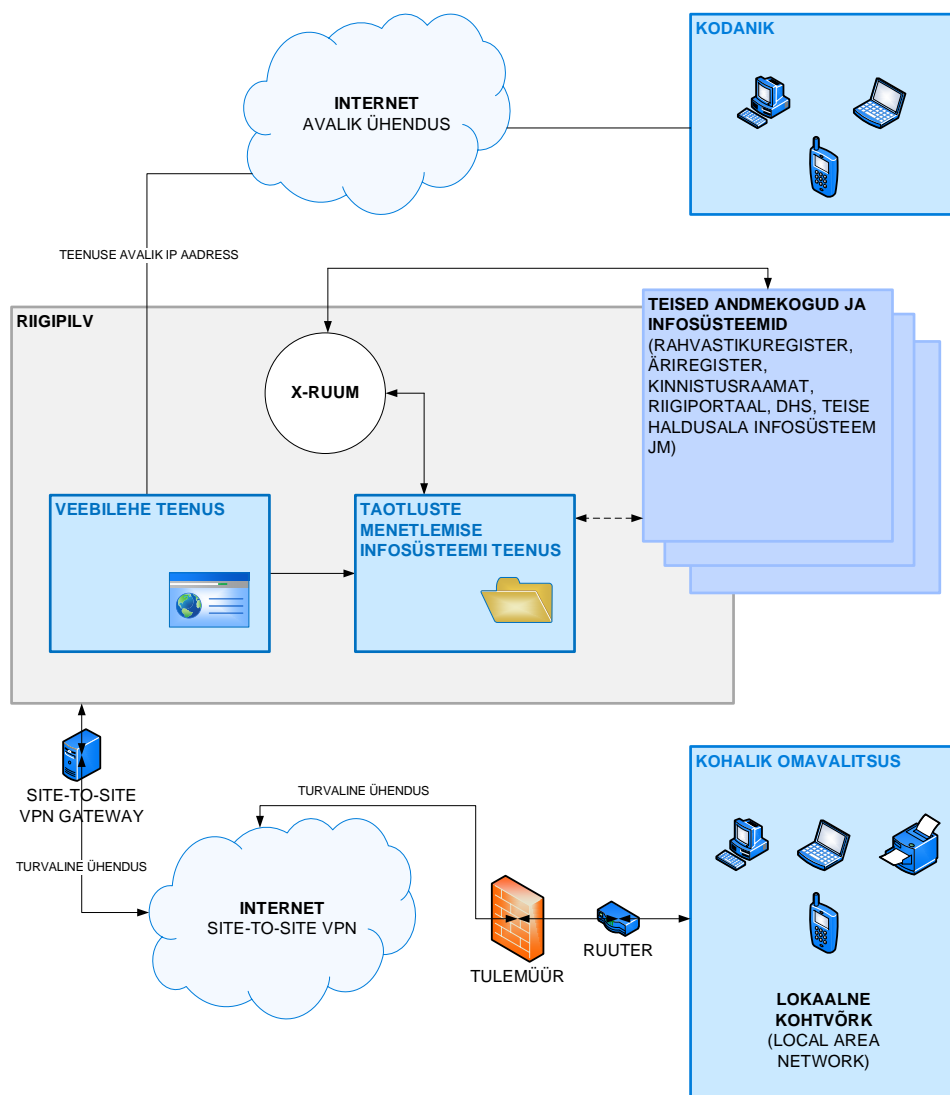 KODANIK
INTERNET
AVALIK ÜHENDUS
TEENUSE AVALIK IP AADRESS
RIIGIPILV
X-RUUM
TEISED ANDMEKOGUD JA
INFOSÜSTEEMID
(RAHVASTIKUREGISTER,
ÄRIREGISTER,
KINNISTUSRAAMAT,
RIIGIPORTAAL, DHS, TEISE
HALDUSALA INFOSÜSTEEM
JM)
VEEBILEHE TEENUS
TAOTLUSTE
MENETLEMISE
INFOSÜSTEEMI TEENUS
SITE-TO-SITE
VPN GATEWAY
TURVALINE ÜHENDUS
TURVALINE ÜHENDUS
INTERNET
SITE-TO-SITE VPN
TULEMÜÜR
RUUTER
KOHALIK OMAVALITSUS
LOKAALNE
KOHTVÕRK
(LOCAL AREA
NETWORK)